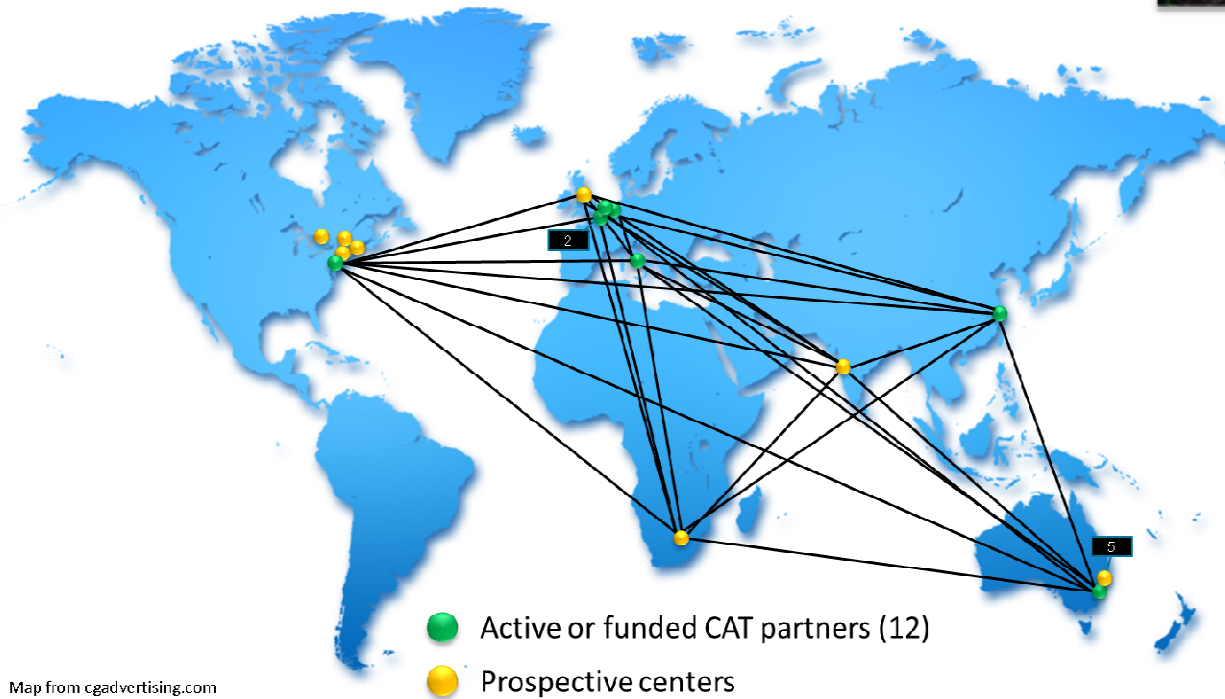 2
5
Active or funded CAT partners (12)
Prospective centers
Map from cgadvertising.com